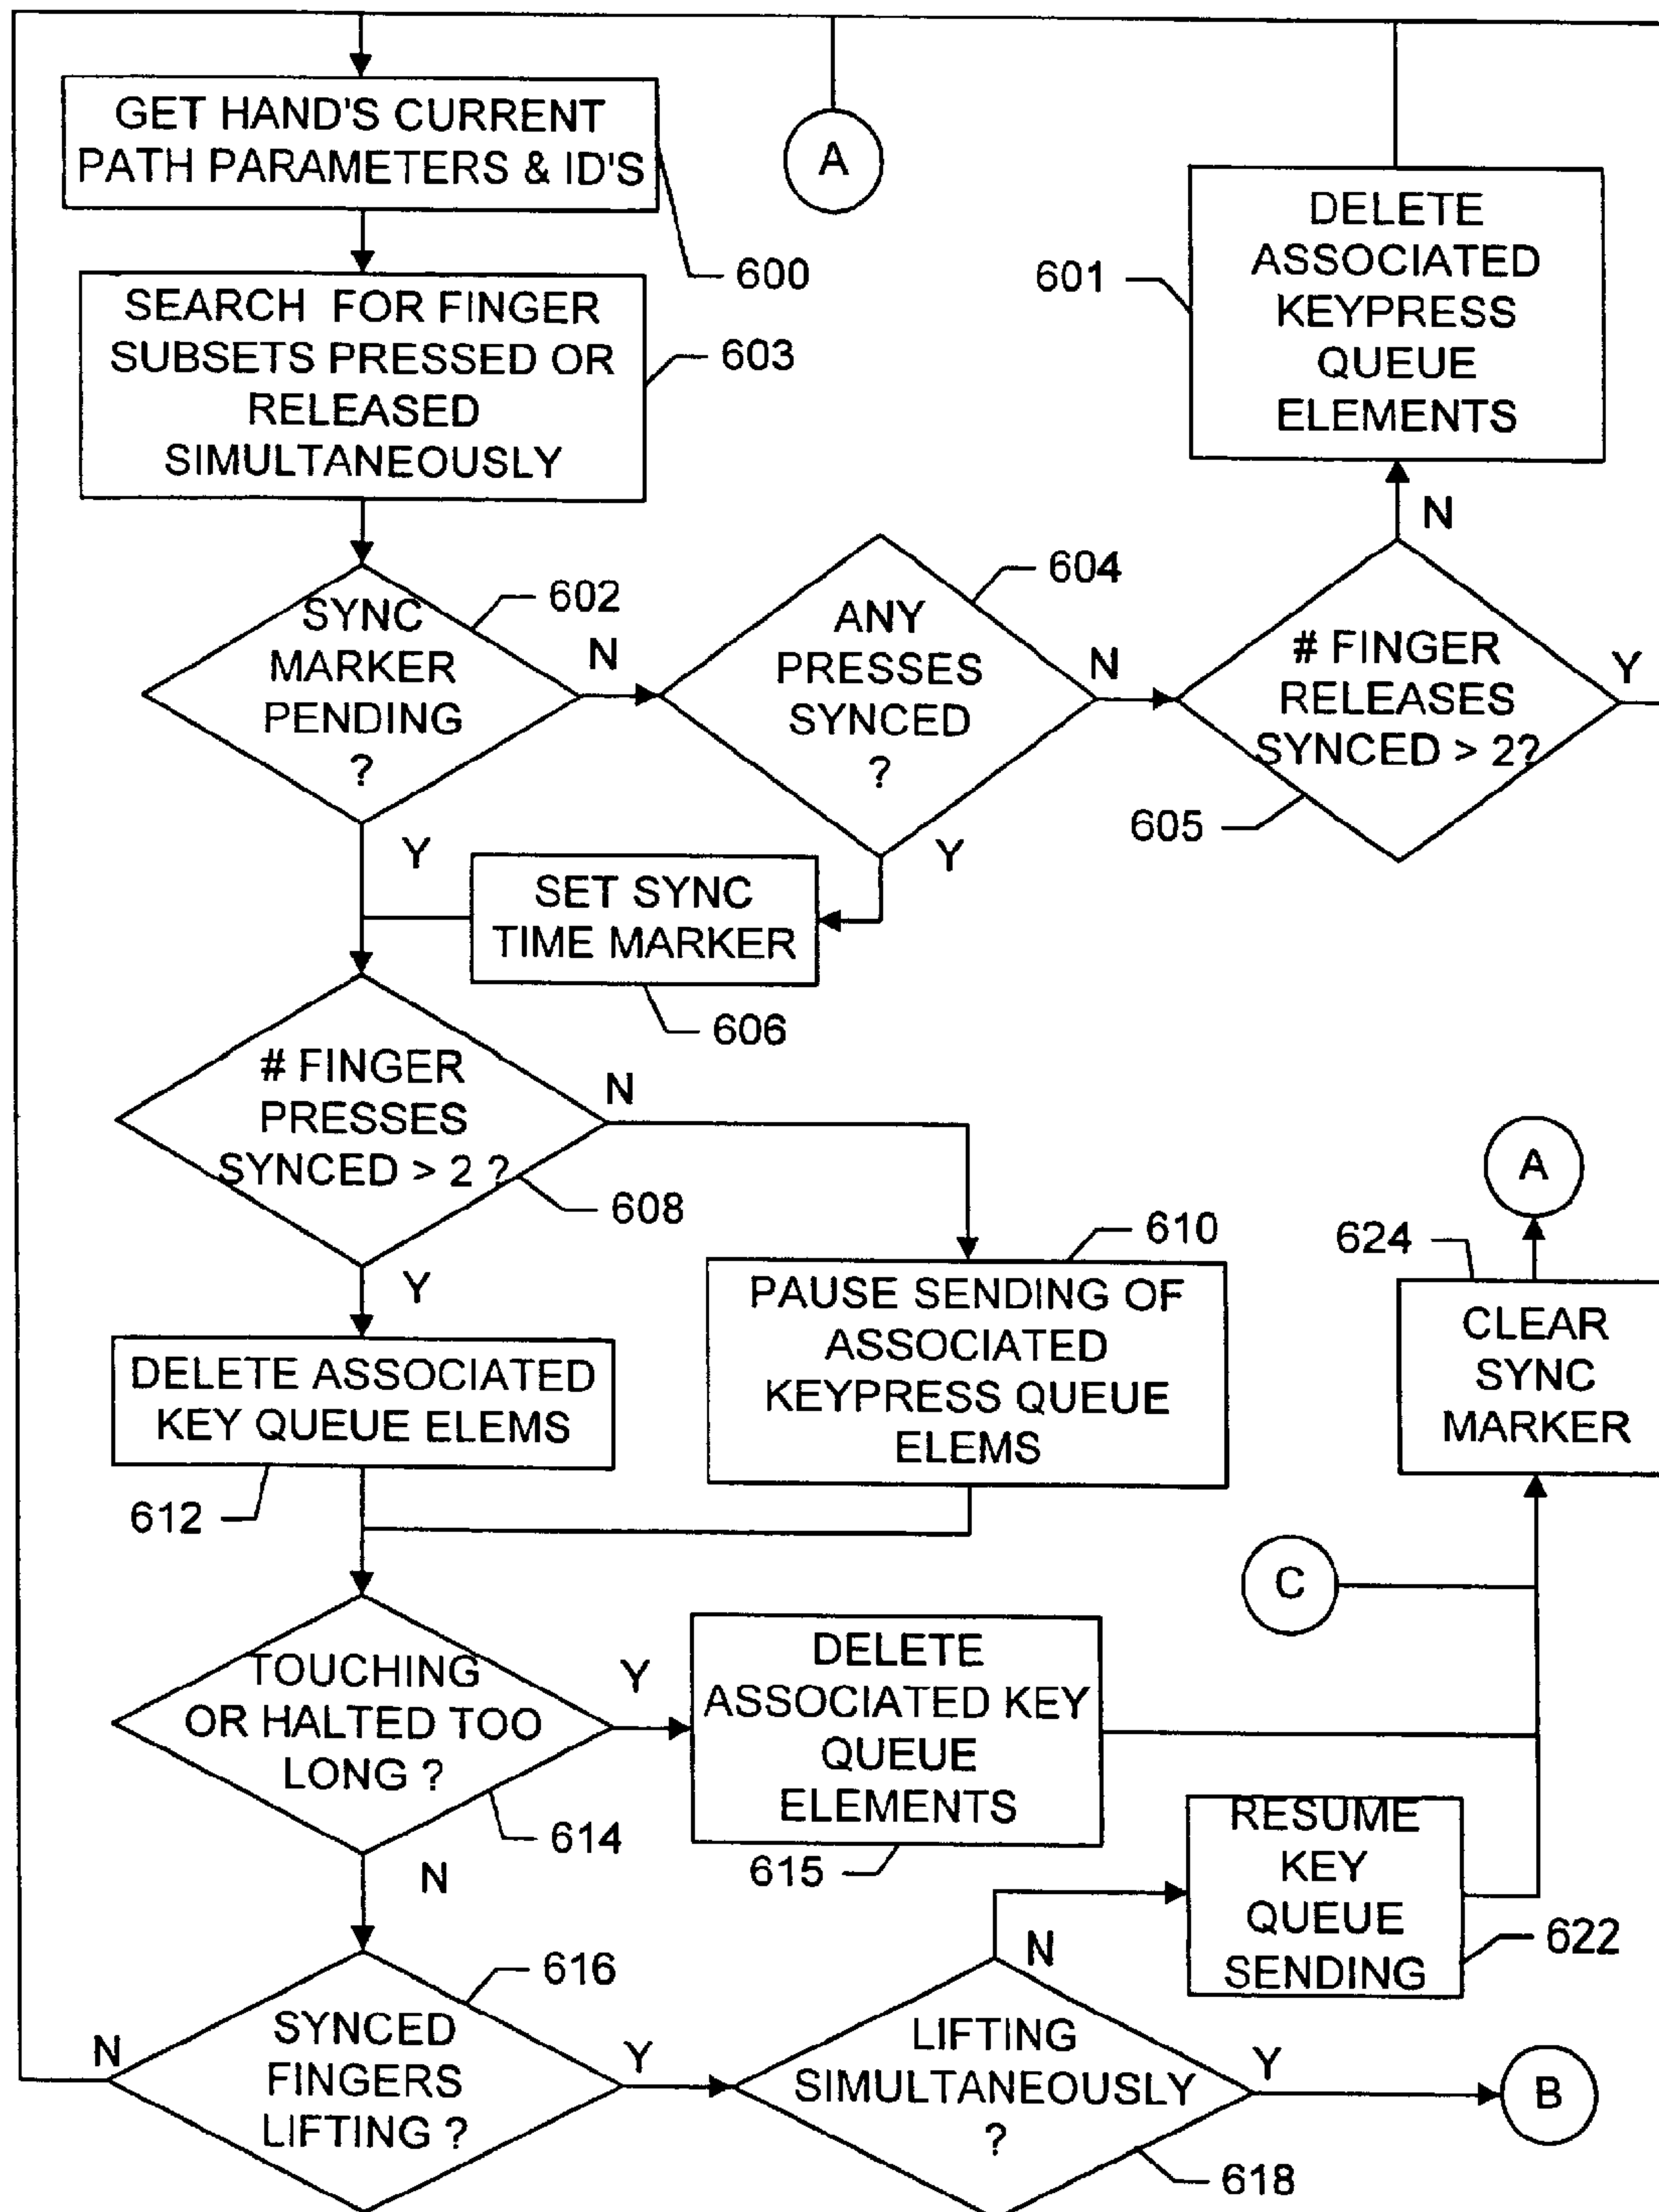 GET HAND'S CURRENT
PATH PARAMETERS & ID'S
600
A
DELETE
ASSOCIATED
KEYPRESS
QUEUE
ELEMENTS
601
SEARCH FOR FINGER
SUBSETS PRESSED OR
RELEASED
SIMULTANEOUSLY
603
N
SYNC
MARKER
PENDING
?
602
N
ANY
PRESSES
SYNCED
?
604
N
# FINGER
RELEASES
SYNCED > 2?
605
Y
Y
Y
SET SYNC
TIME MARKER
606
# FINGER
PRESSES
SYNCED > 2 ?
608
N
Y
610
PAUSE SENDING OF
ASSOCIATED
KEYPRESS QUEUE
ELEMS
A
624
CLEAR
SYNC
MARKER
DELETE ASSOCIATED
KEY QUEUE ELEMS
612
C
TOUCHING
OR HALTED TOO
LONG ?
614
Y
N
DELETE
ASSOCIATED KEY
QUEUE
ELEMENTS
615
RESUME
KEY
QUEUE
SENDING
622
N
616
SYNCED
FINGERS
LIFTING ?
N
Y
LIFTING
SIMULTANEOUSLY
?
618
Y
B